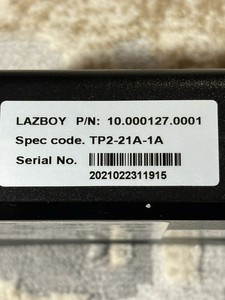 LAZBOY P/N: 10.000127.0001
Spec code. TP2-21A-1A
Serial No.
2021022311915